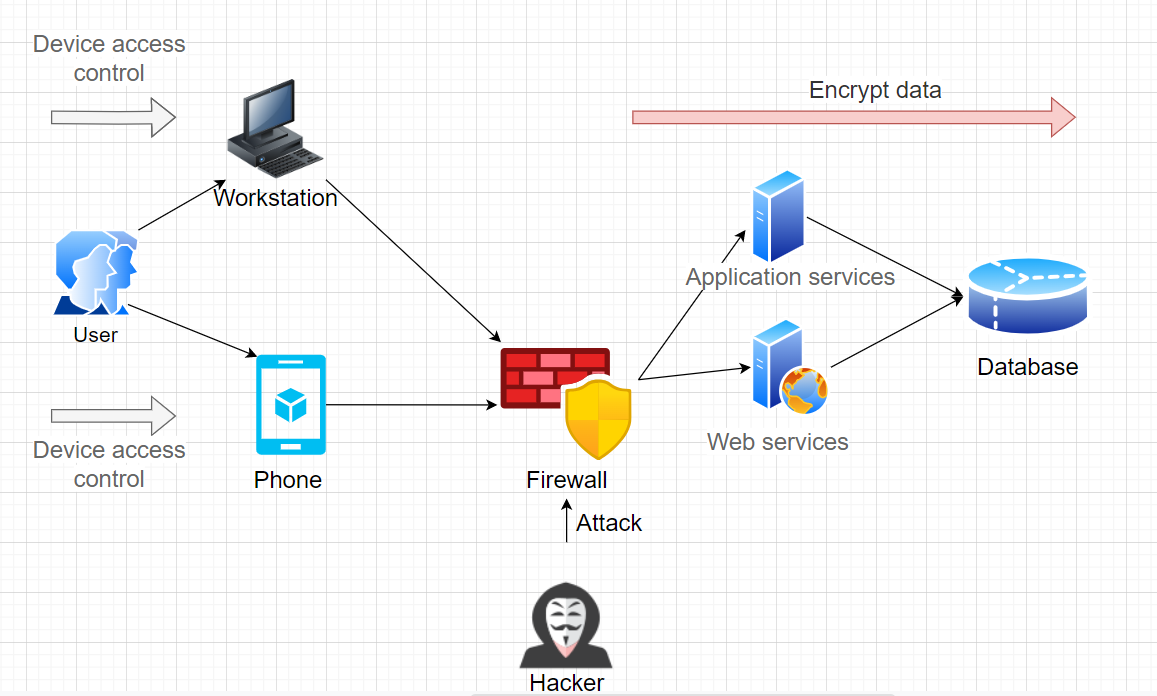 Device access
control
Encrypt data
Workstation
Application services
User
Database
Web services
Device access
control
Phone
Firewall
Attack
Hacker